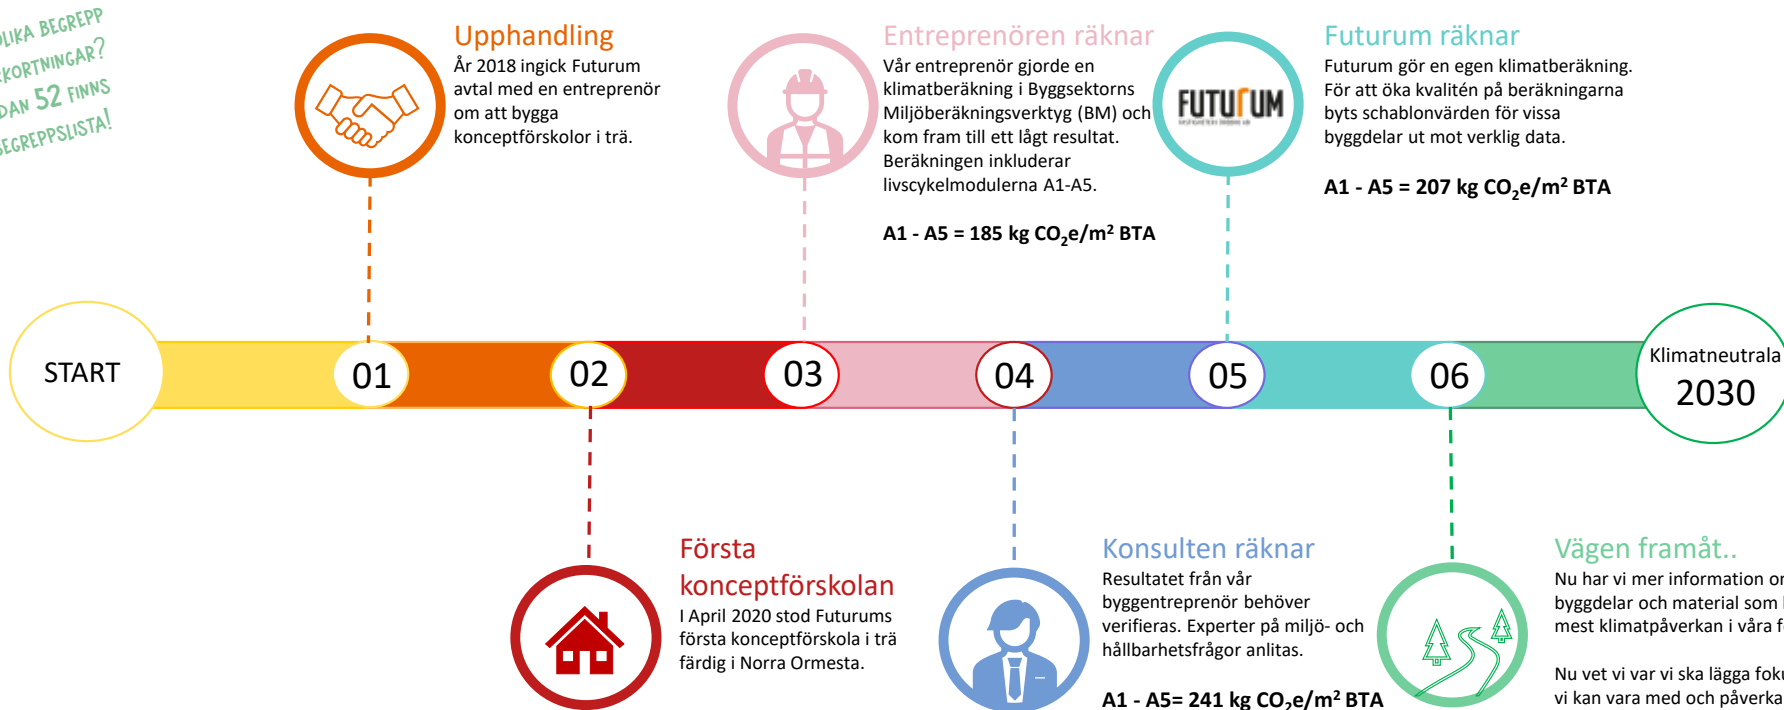 OLIKA BEGREPP
52 FINNS
BEGREPPSLISTA!
Upphandling
År 2018 ingick Futurum
avtal med en entreprenör
om att bygga
konceptförskolor i trä.
Entreprenören räknar
Vår entreprenör gjorde en
klimatberäkning i Byggsektorns
Miljöberäkningsverktyg (BM) och
kom fram till ett lågt resultat.
Beräkningen inkluderar
livscykelmodulerna A1-A5.
A1 - A5 = 185 kg CO₂e/m² BTA
FUTURUM
Futurum räknar
Futurum gör en egen klimatberäkning.
För att öka kvalitén på beräkningarna
byts schablonvärden för vissa
byggdelar ut mot verklig data.
A1 - A5 = 207 kg CO₂e/m² BTA
START
01
02
03
04
05
06
Klimatneutrala
2030
Första
konceptförskolan
I April 2020 stod Futurums
första konceptförskola i trä
färdig i Norra Ormesta.
Konsulten räknar
Resultatet från vår
byggentreprenör behöver
verifieras. Experter på miljö- och
hållbarhetsfrågor anlitas.
A1 - A5= 241 kg CO₂e/m² BTA
Vägen framåt..
Nu har vi mer information
byggdelar och material som
mest klimatpåverkan i våra
Nu vet vi var vi ska lägga
vi kan vara med och påverka